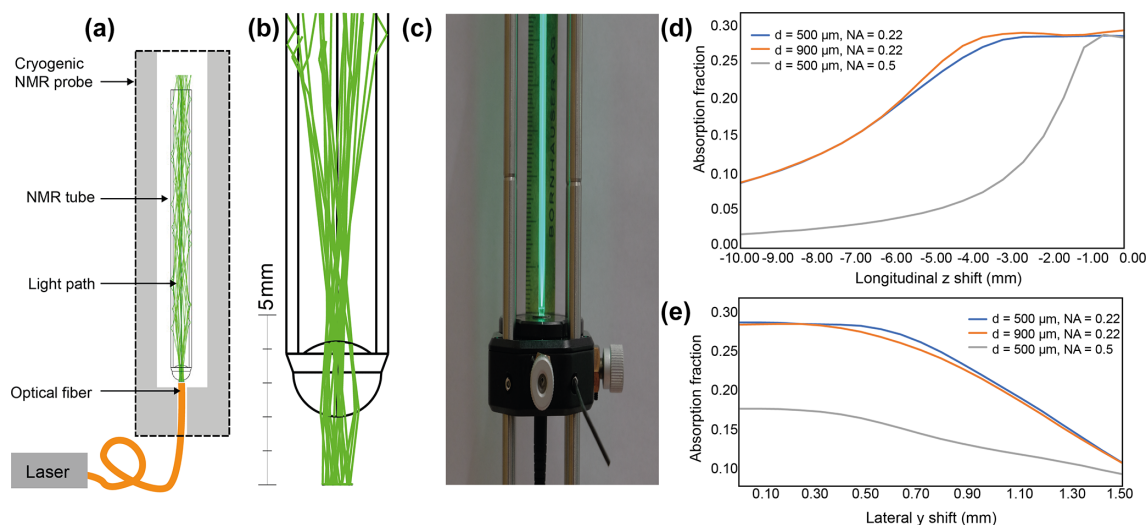 (a)
Cryogenic
NMR probe
NMR tube
Light path
Optical fiber
Laser
(b)
5mm
(c)
BORNHAUSER AG
(d)
Absorption fraction
0.30
0.25
0.20
0.15
0.10
0.05
0.30
0.00
d = 500 µm, NA = 0.22
d = 900 µm, NA = 0.22
d = 500 µm, NA = 0.5
-10.00 -9.00 -8.00 -7.00 -6.00 -5.00 -4.00 -3.00 -2.00 -1.00 0.00
Longitudinal z shift (mm)
(e)
Absorption fraction
0.30
0.25
0.20
0.15
0.10
d = 500 µm, NA = 0.22
d = 900 µm, NA = 0.22
d = 500 µm, NA = 0.5
0.10 0.30 0.50 0.70 0.90 1.10 1.30 1.50
Lateral y shift (mm)